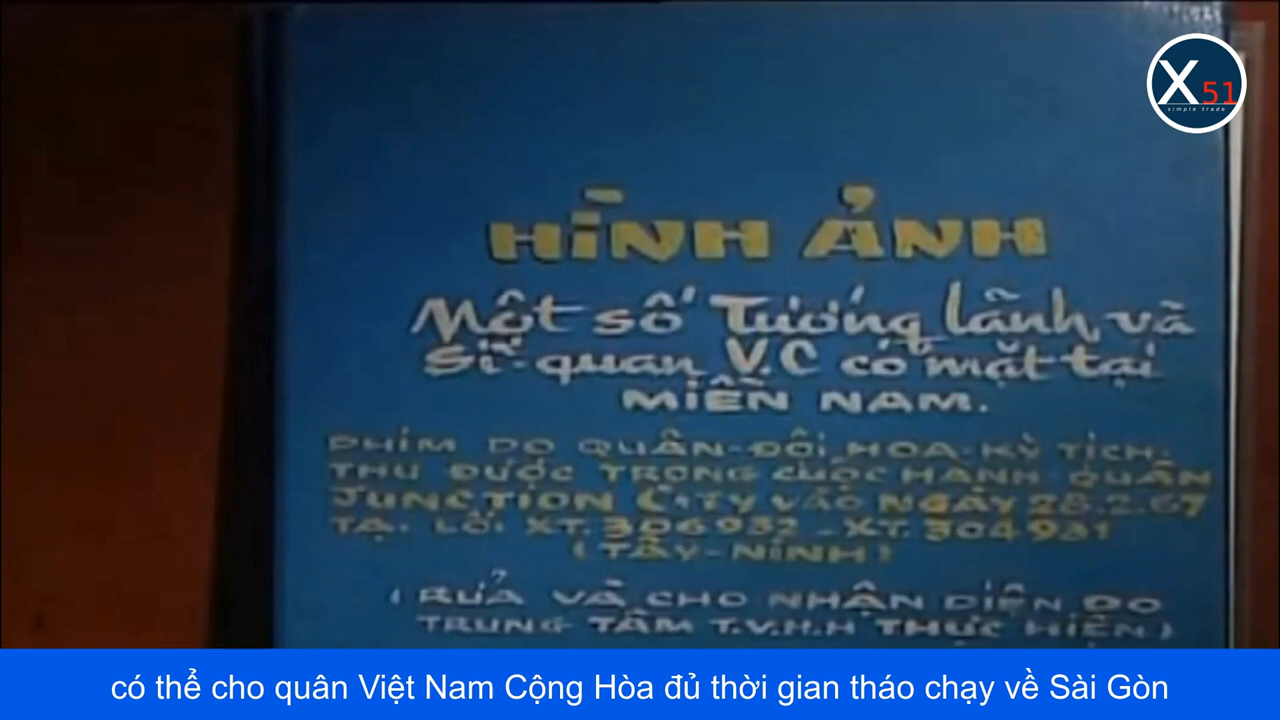 X51
simple trade
HÌNH ẢNH
Một số Tướng lãnh và
sĩ-quan V.C có mặt tại
MIỀN NAM.
PHIM DO QUÂN-ĐỘI HOA-KỲ TỊCH-
THU ĐƯỢC TRONG CUỘC HÀNH QUÂN
JUNCTION CITY VÀO NGÀY 28.2.67
TẠI LÔI XT. 306932 - XT. 304931
(TÂY-NINH)
(RỬA VÀ CHO NHẬN DIỆN DO
TRUNG TÂM T.V.H.H THỰC HIỆN)
có thể cho quân Việt Nam Cộng Hòa đủ thời gian tháo chạy về Sài Gòn